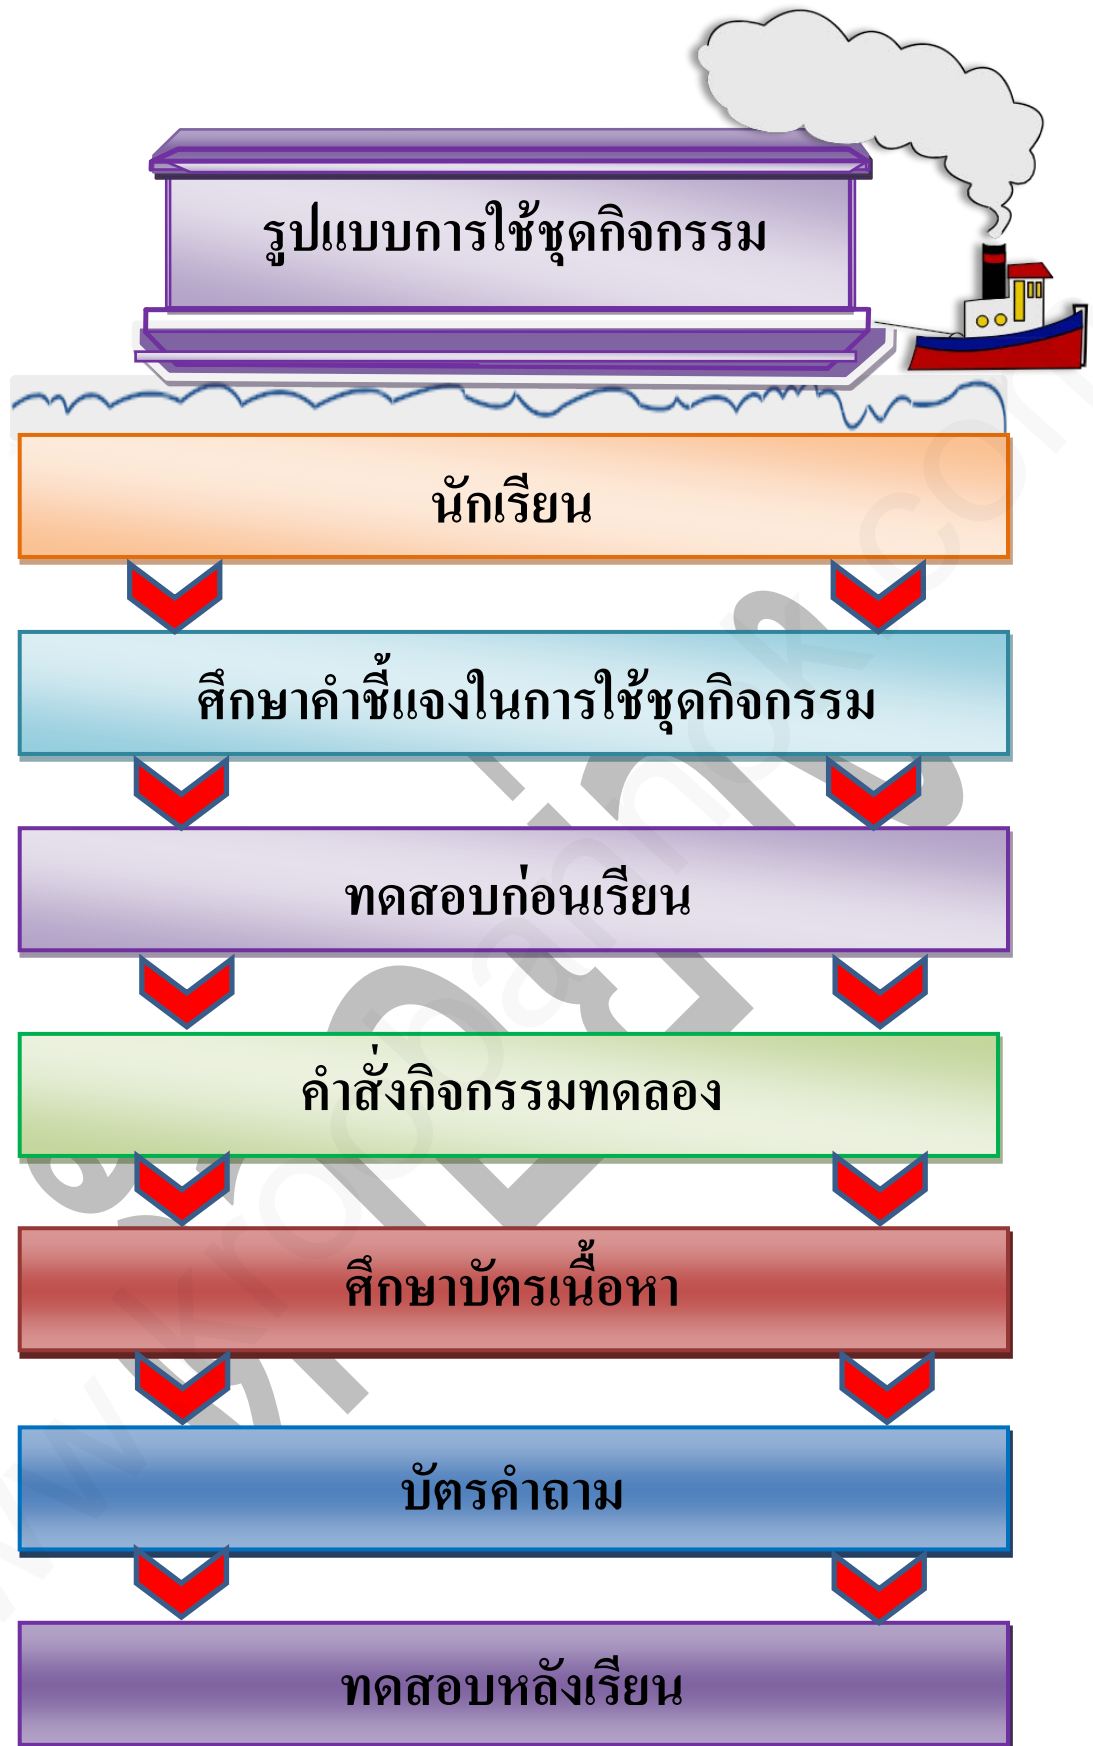 รูปแบบการใช้ชุดกิจกรรม
นักเรียน
ศึกษาคำชี้แจงในการใช้ชุดกิจกรรม
ทดสอบก่อนเรียน
คำสั่งกิจกรรมทดลอง
ศึกษาบัตรเนื้อหา
บัตรคำถาม
ทดสอบหลังเรียน